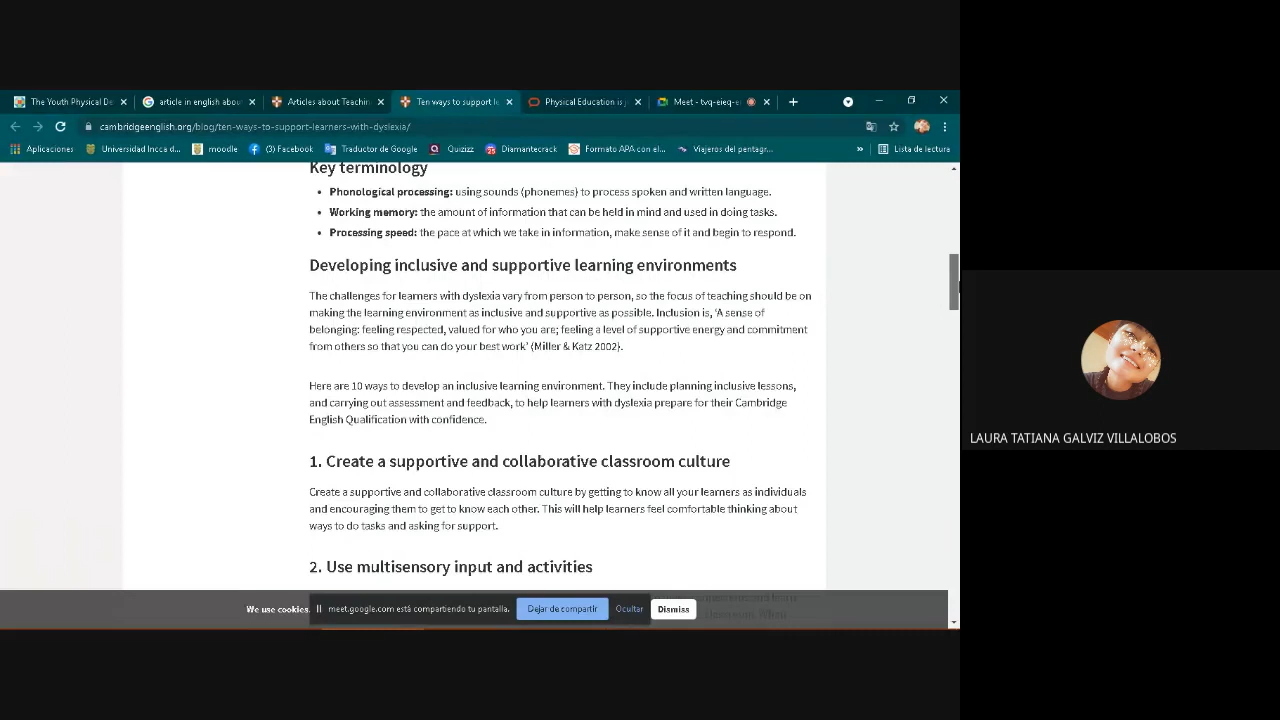 The Youth Physical De
article in english abou
Articles about Teachin
Ten ways to support le
Physical Education is j
Meet - tvq-eieq-e
cambridgeenglish.org/blog/ten-ways-to-support-learners-with-dyslexia/
Aplicaciones
Universidad Incca d...
moodle
(3) Facebook
Traductor de Google
Quizizz
Diamantecrack
Formato APA con el...
Viajeros del pentagr...
»
Lista de lectura
Key terminology
• Phonological processing: using sounds (phonemes) to process spoken and written language.
• Working memory: the amount of information that can be held in mind and used in doing tasks.
• Processing speed: the pace at which we take in information, make sense of it and begin to respond.
Developing inclusive and supportive learning environments
The challenges for learners with dyslexia vary from person to person, so the focus of teaching should be on
making the learning environment as inclusive and supportive as possible. Inclusion is, ‘A sense of
belonging: feeling respected, valued for who you are; feeling a level of supportive energy and commitment
from others so that you can do your best work’ (Miller & Katz 2002).
Here are 10 ways to develop an inclusive learning environment. They include planning inclusive lessons,
and carrying out assessment and feedback, to help learners with dyslexia prepare for their Cambridge
English Qualification with confidence.
1. Create a supportive and collaborative classroom culture
Create a supportive and collaborative classroom culture by getting to know all your learners as individuals
and encouraging them to get to know each other. This will help learners feel comfortable thinking about
ways to do tasks and asking for support.
2. Use multisensory input and activities
We use cookies.
meet.google.com está compartiendo tu pantalla.
Dejar de compartir
Ocultar
Dismiss
LAURA TATIANA GALVIZ VILLALOBOS